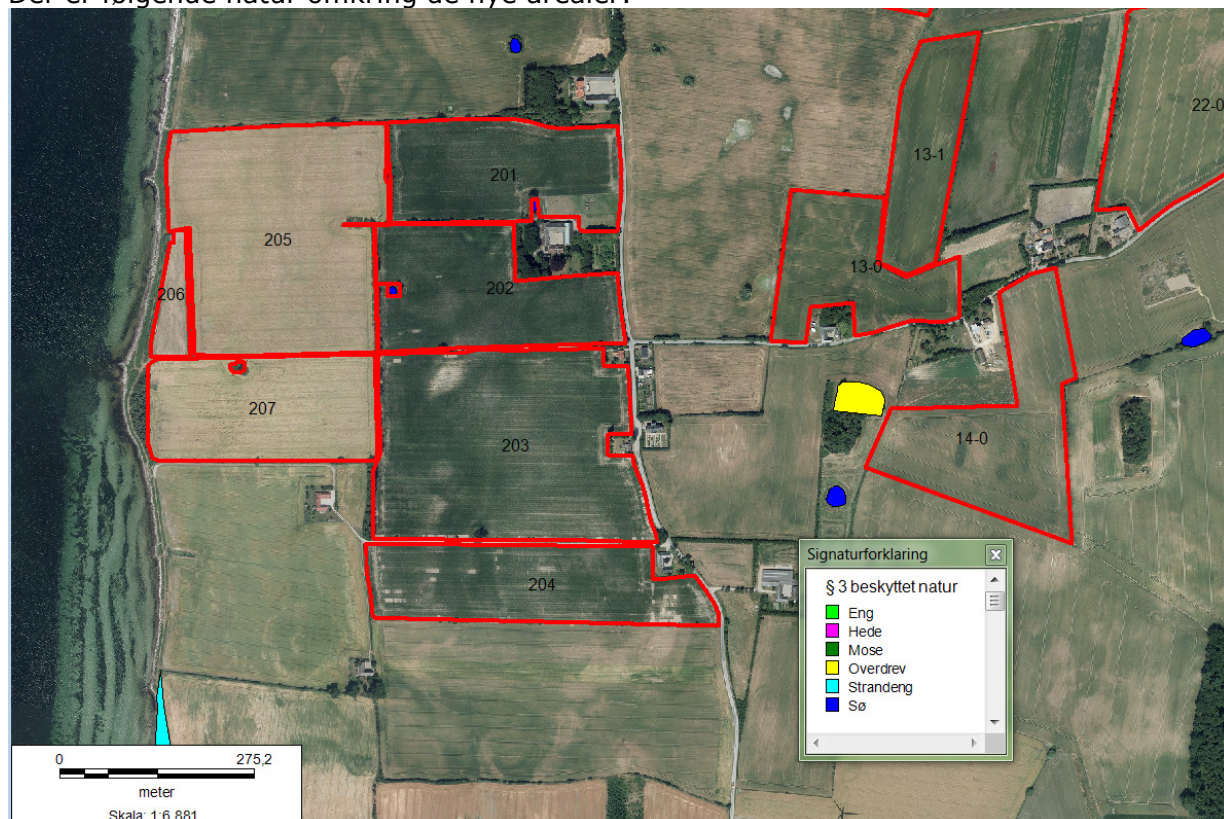 Der er følgende natur omkring de nye arealer:
22-0
13-1
201
205
13-0
206
202
207
203
14-0
204
Signaturforklaring
§ 3 beskyttet natur
Eng
Hede
Mose
Overdrev
Strandeng
Sø
0 275,2
meter
Skala: 1:6.881